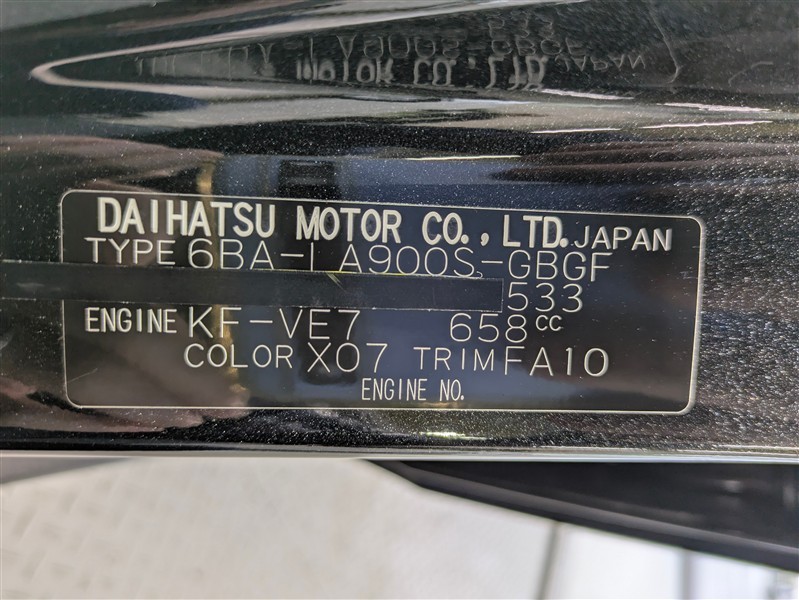 DAIHATSU MOTOR CO., LTD. JAPAN
TYPE 6BA-LA900S-GBGF
533
ENGINE KF-VE7 658CC
COLOR X07 TRIM FA10
ENGINE NO.